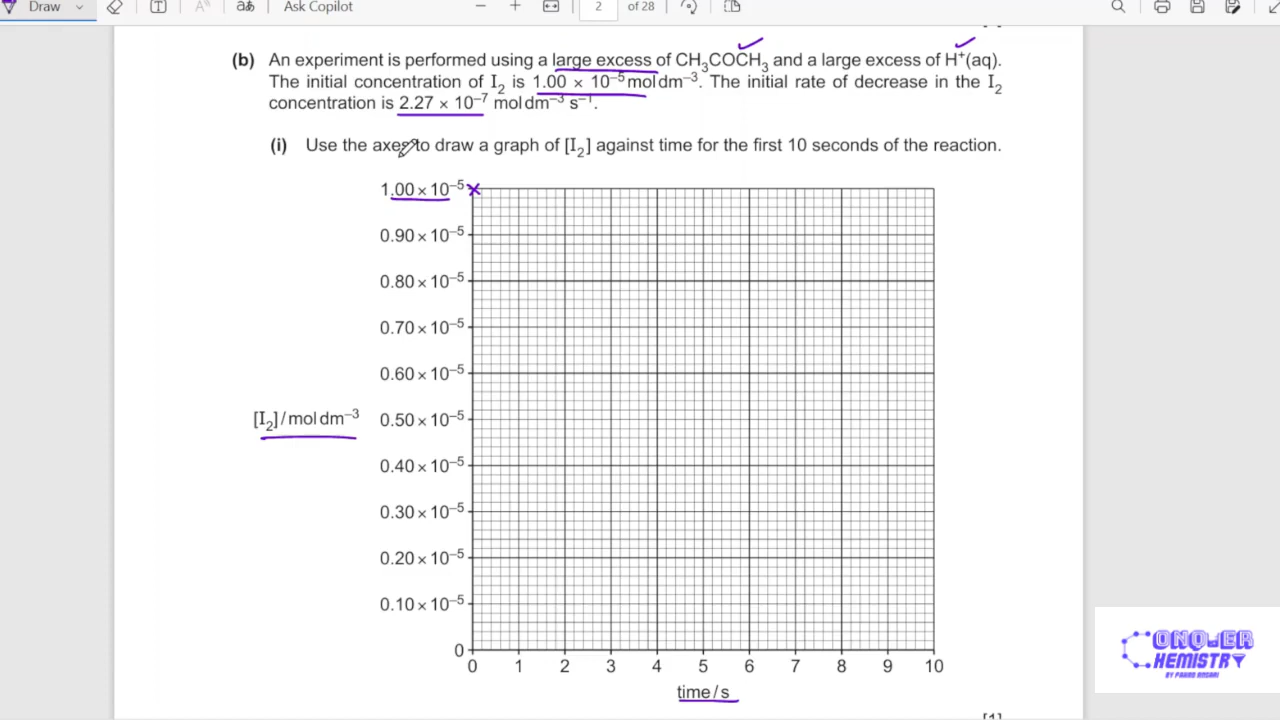 Draw
aあ
Ask Copilot
2 of 28
(b) An experiment is performed using a large excess of CH₃COCH₃ and a large excess of H⁺(aq).
The initial concentration of I₂ is 1.00 × 10⁻⁵ mol dm⁻³. The initial rate of decrease in the I₂
concentration is 2.27 × 10⁻⁷ mol dm⁻³ s⁻¹.
(i) Use the axes to draw a graph of [I₂] against time for the first 10 seconds of the reaction.
1.00 × 10⁻⁵
0.90 × 10⁻⁵
0.80 × 10⁻⁵
0.70 × 10⁻⁵
0.60 × 10⁻⁵
[I₂] / mol dm⁻³
0.50 × 10⁻⁵
0.40 × 10⁻⁵
0.30 × 10⁻⁵
0.20 × 10⁻⁵
0.10 × 10⁻⁵
0
0 1 2 3 4 5 6 7 8 9 10
time / s
[1]